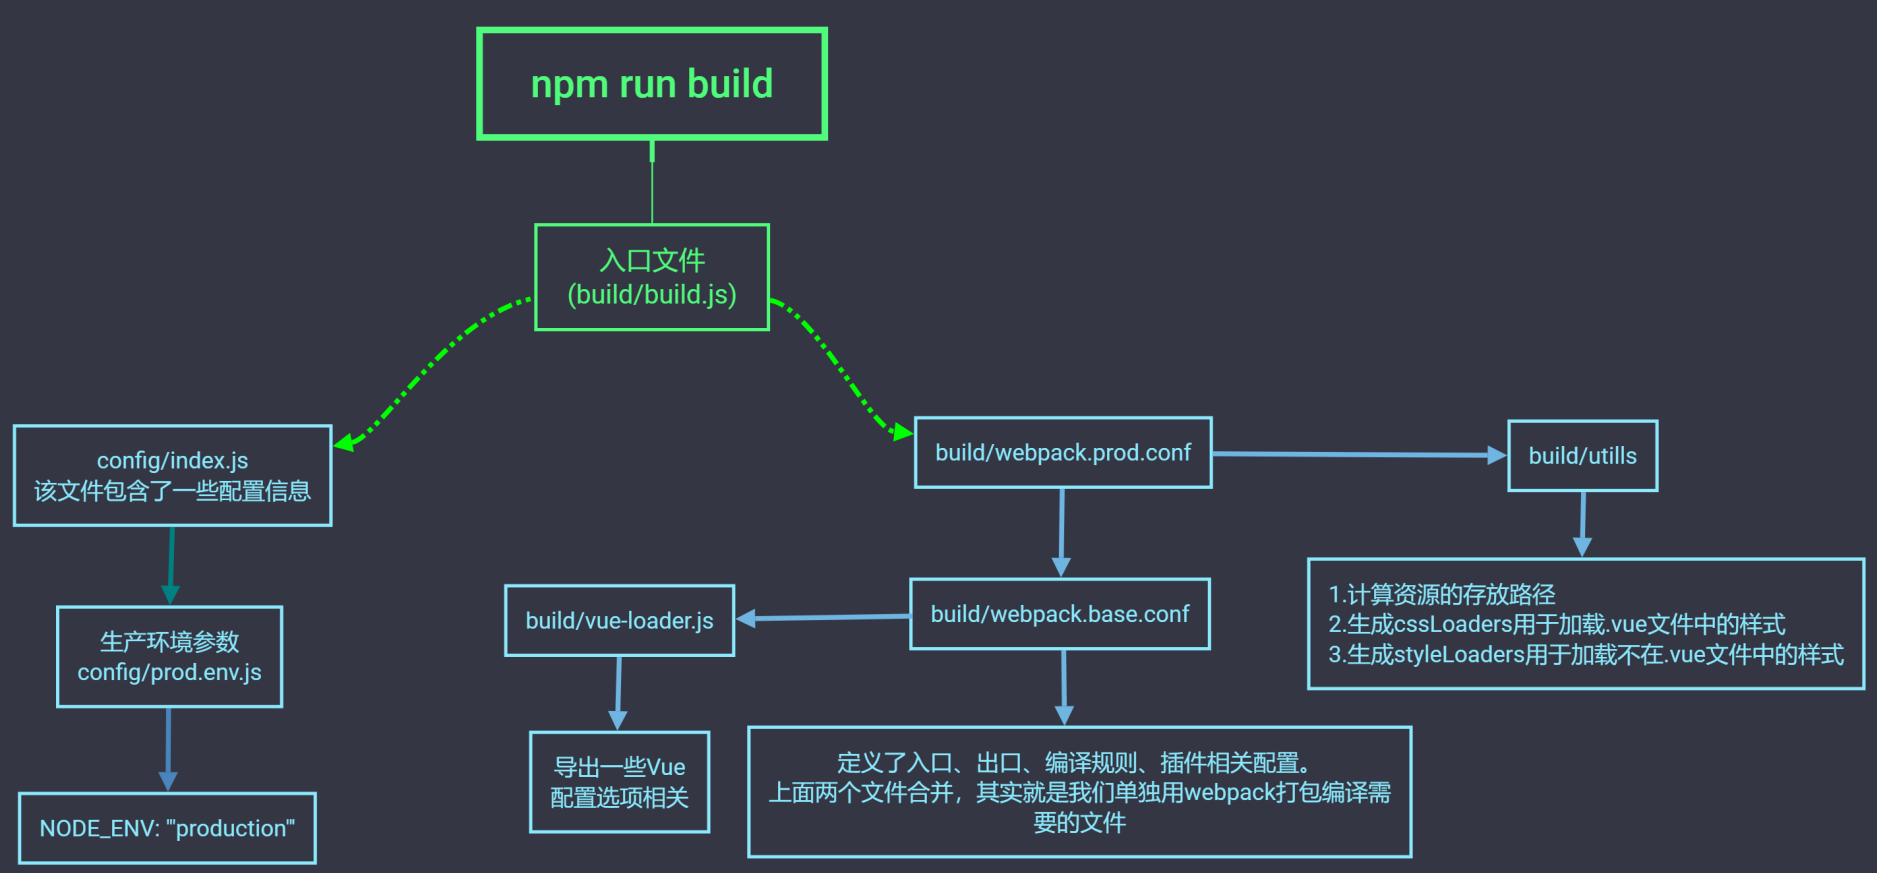 npm run build
入口文件
(build/build.js)
config/index.js
该文件包含了一些配置信息
build/webpack.prod.conf
build/utills
生产环境参数
config/prod.env.js
build/vue-loader.js
build/webpack.base.conf
1.计算资源的存放路径
2.生成cssLoaders用于加载.vue文件中的样式
3.生成styleLoaders用于加载不在.vue文件中的样式
NODE_ENV: '"production"'
导出一些Vue
配置选项相关
定义了入口、出口、编译规则、插件相关配置。
上面两个文件合并，其实就是我们单独用webpack打包编译需
要的文件